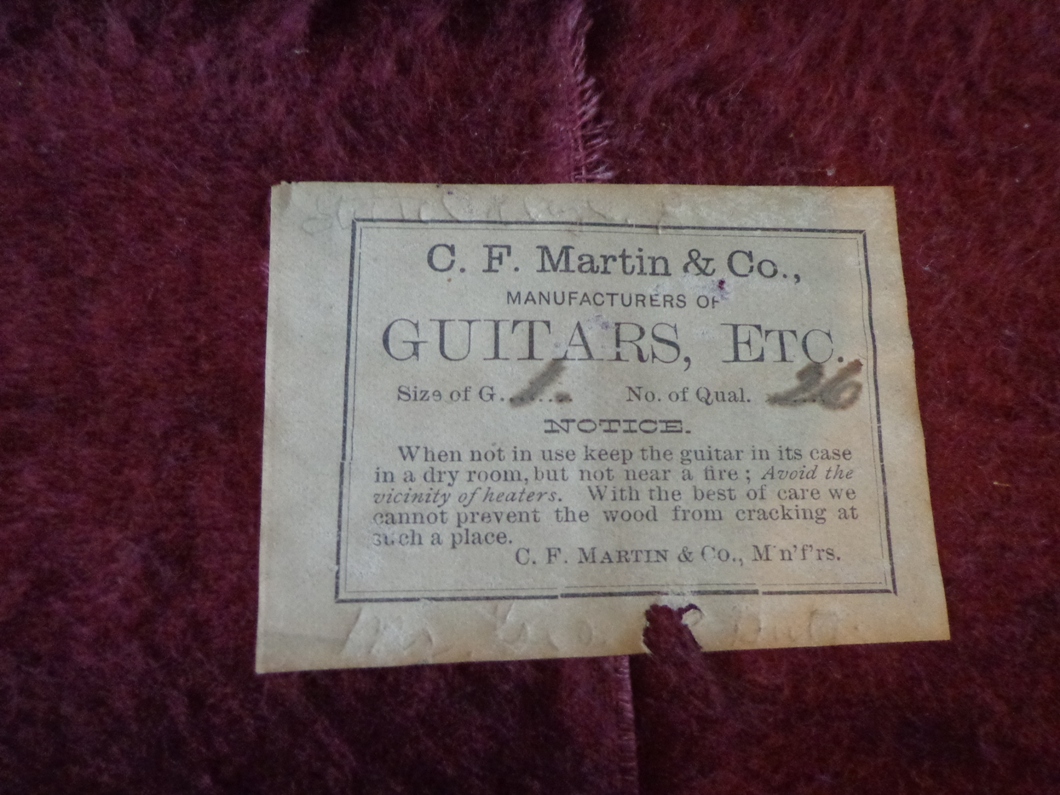 C. F. Martin & Co.,
MANUFACTURERS OF
GUITARS, ETC.
Size of G....... 1 No. of Qual. ....... 26
NOTICE.
When not in use keep the guitar in its case
in a dry room, but not near a fire; Avoid the
vicinity of heaters. With the best of care we
cannot prevent the wood from cracking at
such a place.
C. F. MARTIN & Co., M'n'f'rs.